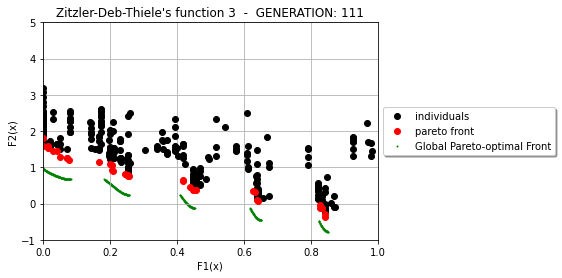 Zitzler-Deb-Thiele's function 3 - GENERATION: 111
5
4
3
2
1
0
−1
F2(x)
0.0 0.2 0.4 0.6 0.8 1.0
F1(x)
individuals
pareto front
Global Pareto-optimal Front